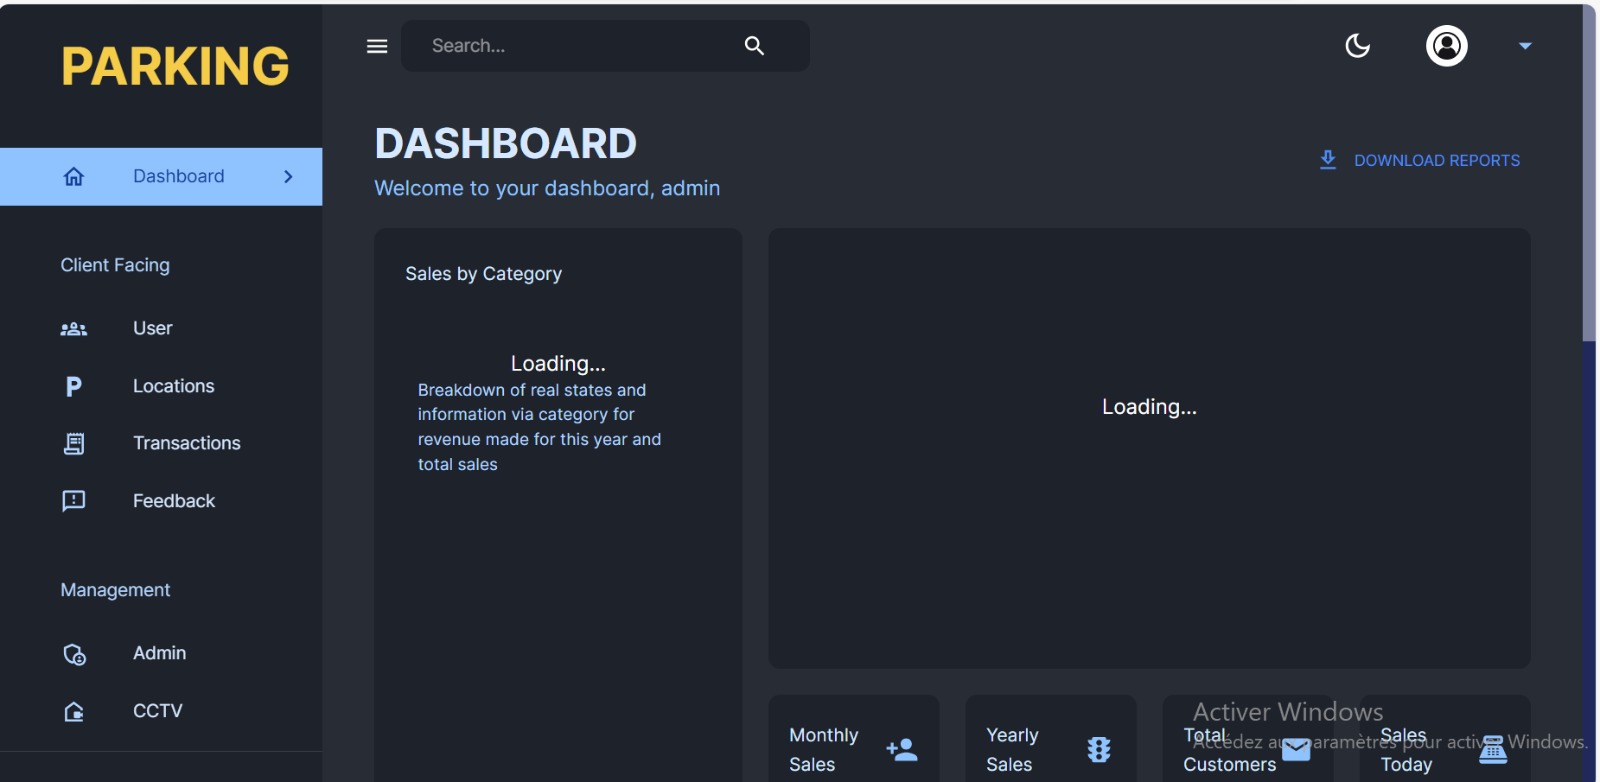 PARKING
Search...
DASHBOARD
Welcome to your dashboard, admin
DOWNLOAD REPORTS
Dashboard
Client Facing
User
Locations
Transactions
Feedback
Management
Admin
CCTV
Sales by Category
Loading...
Breakdown of real states and
information via category for
revenue made for this year and
total sales
Loading...
Monthly
Sales
Yearly
Sales
Total
Customers
Sales
Today
Activer Windows
Accédez aux paramètres pour activer Windows.